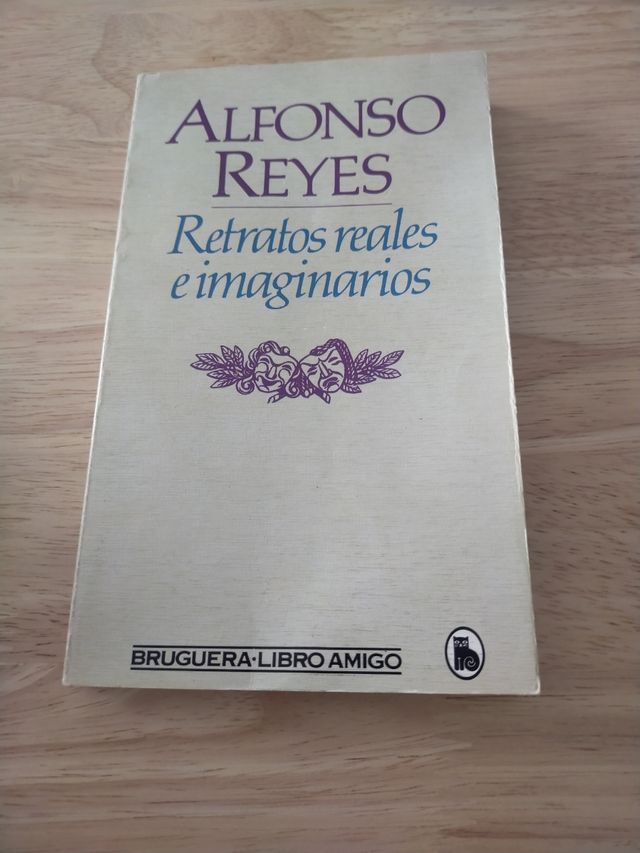 ALFONSO
REYES
Retratos reales
e imaginarios
BRUGUERA·LIBRO AMIGO